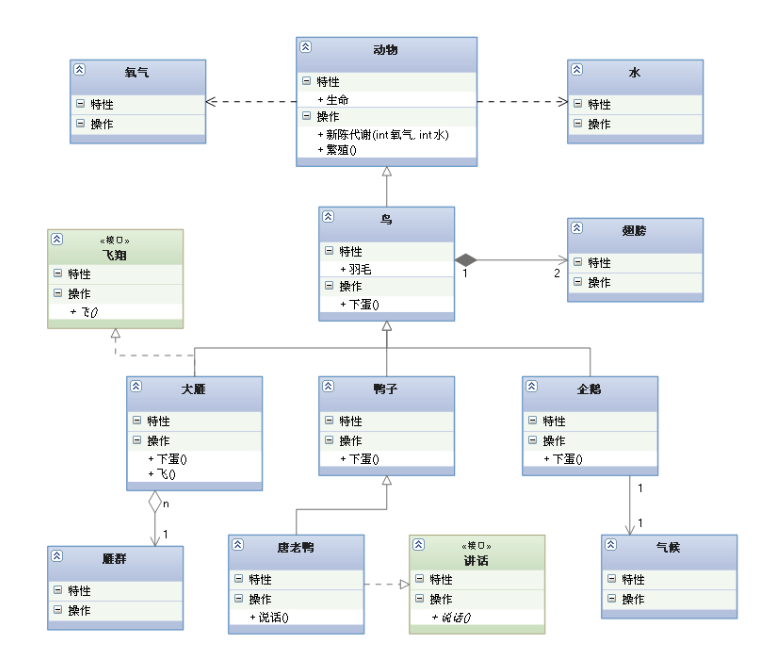 动物
特性
+ 生命
操作
+ 新陈代谢(int 氧气, int 水)
+ 繁殖()
氧气
特性
操作
水
特性
操作
鸟
特性
+ 羽毛
操作
+ 下蛋()
1
2
翅膀
特性
操作
«接口»
飞翔
特性
操作
+ 飞()
大雁
特性
操作
+ 下蛋()
+ 飞()
鸭子
特性
操作
+ 下蛋()
企鹅
特性
操作
+ 下蛋()
n
1
1
1
雁群
特性
操作
唐老鸭
特性
操作
+ 说话()
«接口»
讲话
特性
操作
+ 说话()
气候
特性
操作